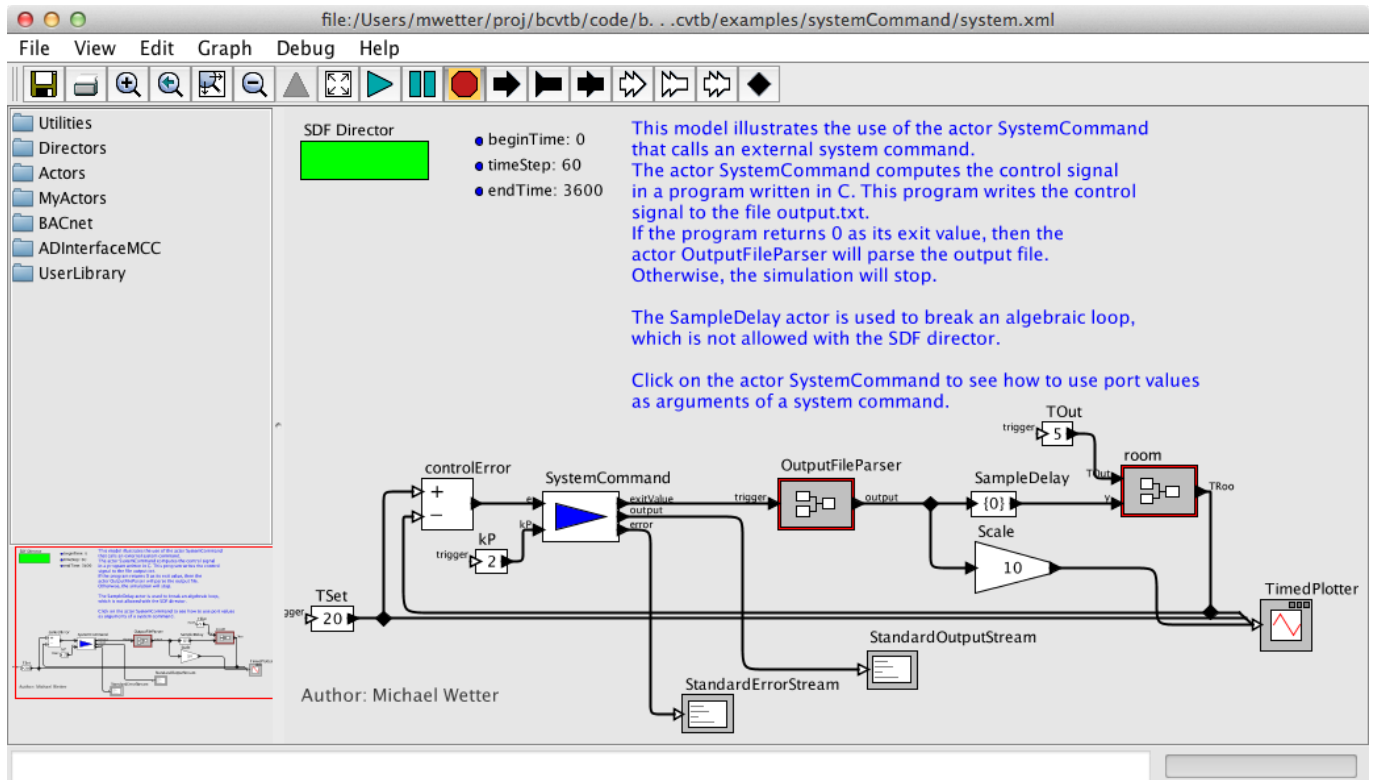 file:/Users/mwetter/proj/bcvtb/code/b. . .cvtb/examples/systemCommand/system.xml
File View Edit Graph Debug Help
Utilities
Directors
Actors
MyActors
BACnet
ADInterfaceMCC
UserLibrary
SDF Director
beginTime: 0
timeStep: 60
endTime: 3600
This model illustrates the use of the actor SystemCommand
that calls an external system command.
The actor SystemCommand computes the control signal
in a program written in C. This program writes the control
signal to the file output.txt.
If the program returns 0 as its exit value, then the
actor OutputFileParser will parse the output file.
Otherwise, the simulation will stop.
The SampleDelay actor is used to break an algebraic loop,
which is not allowed with the SDF director.
Click on the actor SystemCommand to see how to use port values
as arguments of a system command.
TOut
trigger
5
room
TOut
y
TRoo
controlError
+
−
SystemCommand
e
kP
exitValue
output
error
kP
trigger
2
OutputFileParser
trigger
output
SampleDelay
{0}
Scale
10
TSet
gger
20
TimedPlotter
StandardOutputStream
StandardErrorStream
Author: Michael Wetter